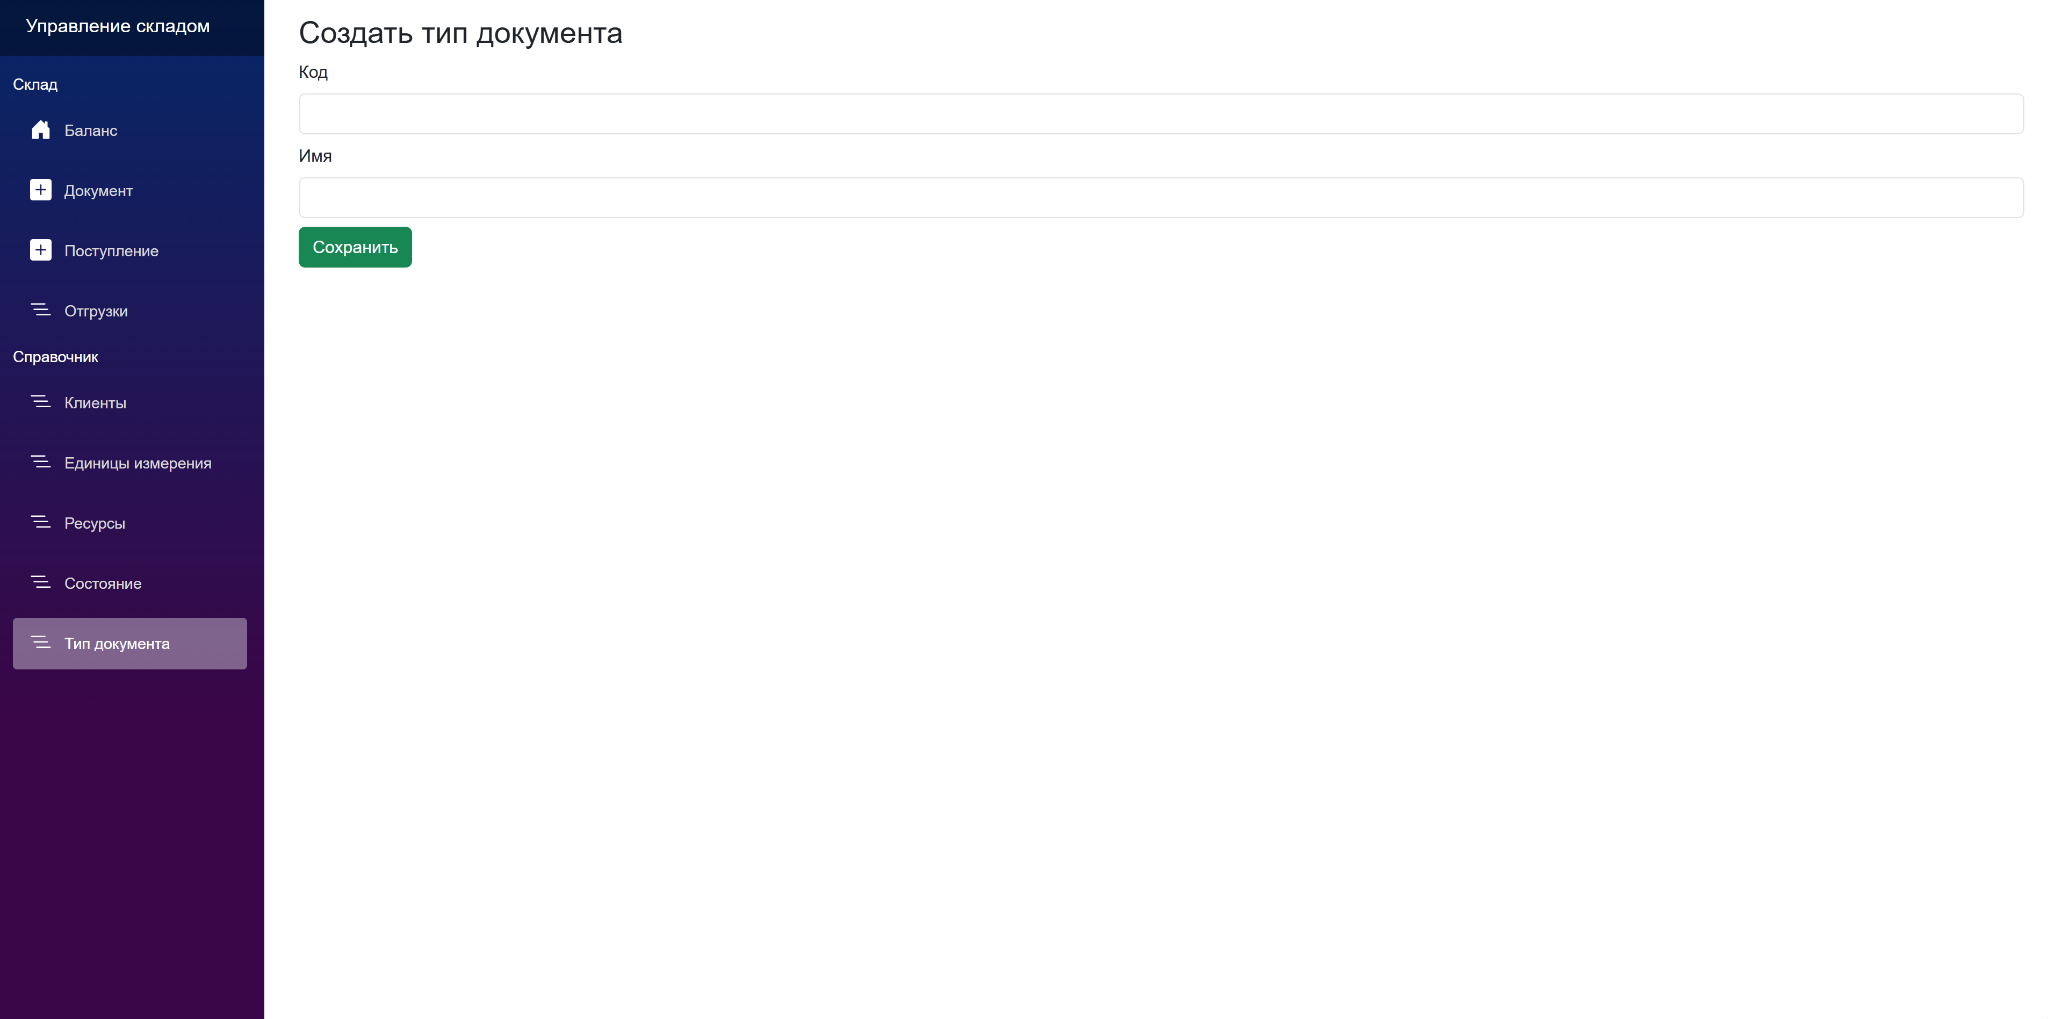 Управление складом
Склад
Баланс
Документ
Поступление
Отгрузки
Справочник
Клиенты
Единицы измерения
Ресурсы
Состояние
Тип документа
Создать тип документа
Код
Имя
Сохранить